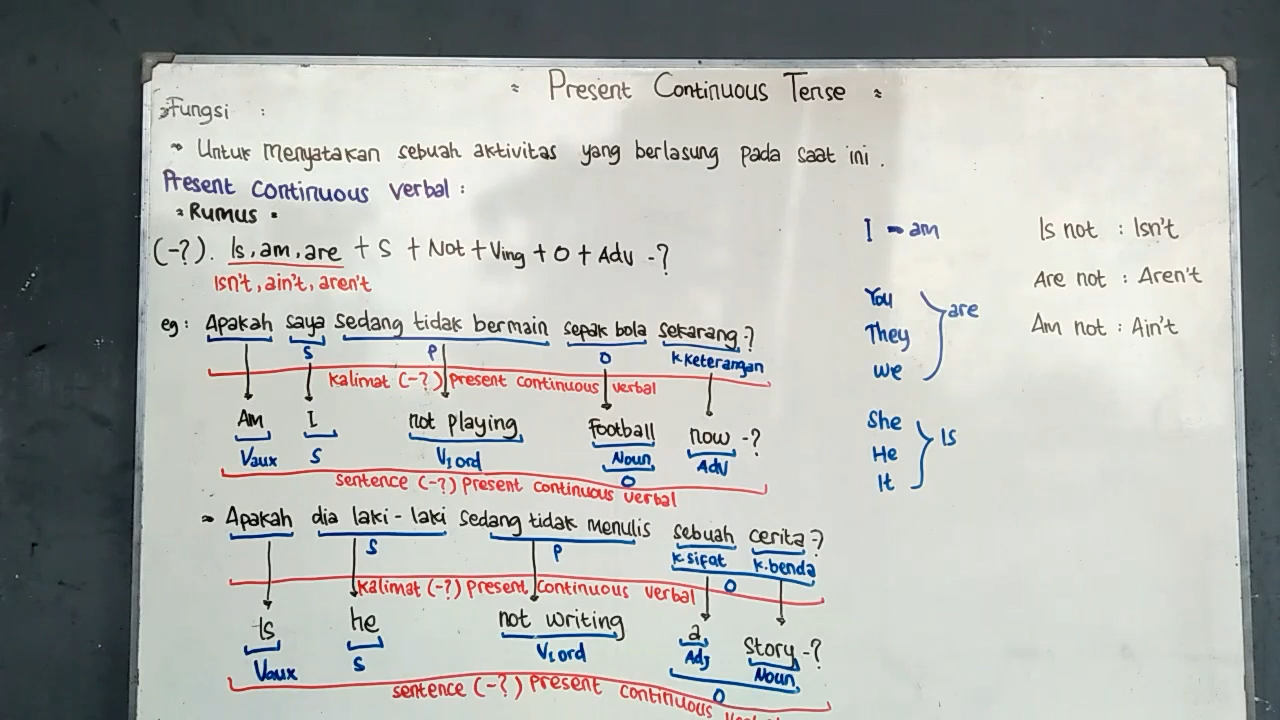 Present Continuous Tense
Fungsi :
Untuk menyatakan sebuah aktivitas yang berlasung pada saat ini .
Present continuous verbal :
Rumus
(-?). Is, am, are + S + Not + Ving + O + Adv -?
Isn't, ain't, aren't
eg : Apakah saya sedang tidak bermain sepak bola sekarang -?
S P O K Keterangan
Kalimat (-?) present continuous verbal
Am I not playing Football now -?
Vaux S V1 ord Noun Adv
O
sentence (-?) present continuous verbal
Apakah dia laki - laki sedang tidak menulis sebuah cerita -?
S P K.sifat K.benda
O
Kalimat (-?) present continuous verbal
Is he not writing a story -?
Vaux S V1 ord Adj Noun
O
sentence (-?) present continuous
I am
You
They
we
are
She
He
It
Is
Is not : Isn't
Are not : Aren't
Am not : Ain't